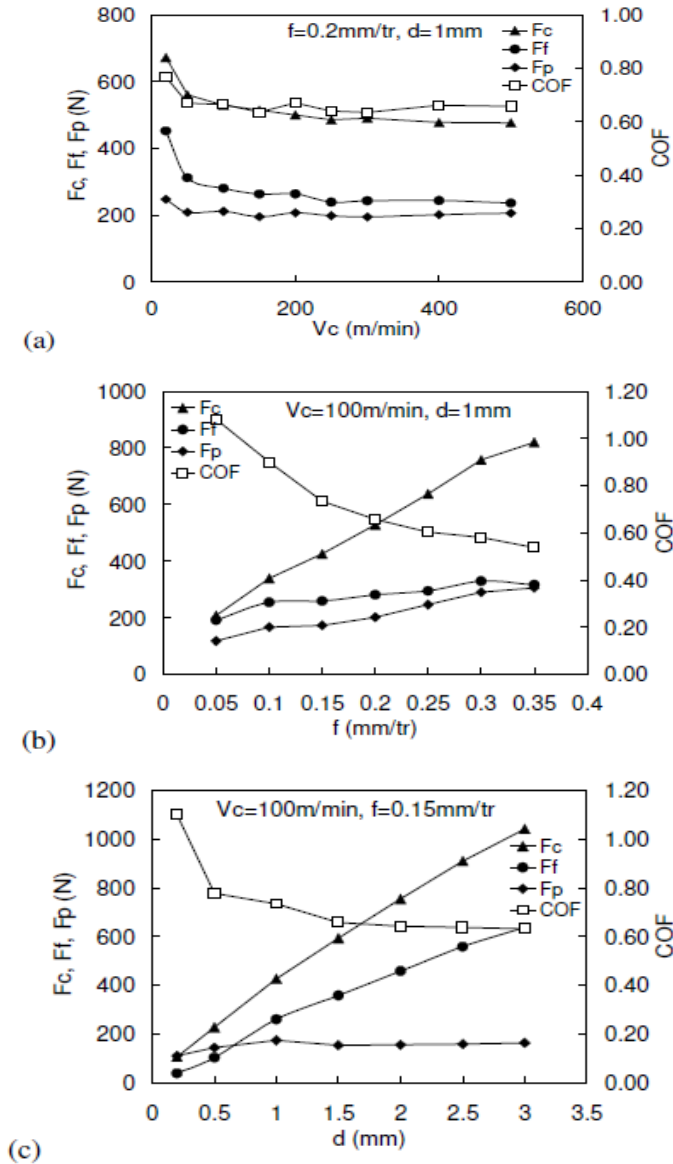 800
600
400
200
0
Fc, Ff, Fp (N)
f=0.2mm/tr, d=1mm
Fc
Ff
Fp
COF
1.00
0.80
0.60
0.40
0.20
0.00
COF
0 200 400 600
Vc (m/min)
(a)
1000
800
600
400
200
0
Fc, Ff, Fp (N)
Vc=100m/min, d=1mm
Fc
Ff
Fp
COF
1.20
1.00
0.80
0.60
0.40
0.20
0.00
COF
0 0.05 0.1 0.15 0.2 0.25 0.3 0.35 0.4
f (mm/tr)
(b)
1200
1000
800
600
400
200
0
Fc, Ff, Fp (N)
Vc=100m/min, f=0.15mm/tr
Fc
Ff
Fp
COF
1.20
1.00
0.80
0.60
0.40
0.20
0.00
COF
0 0.5 1 1.5 2 2.5 3 3.5
d (mm)
(c)